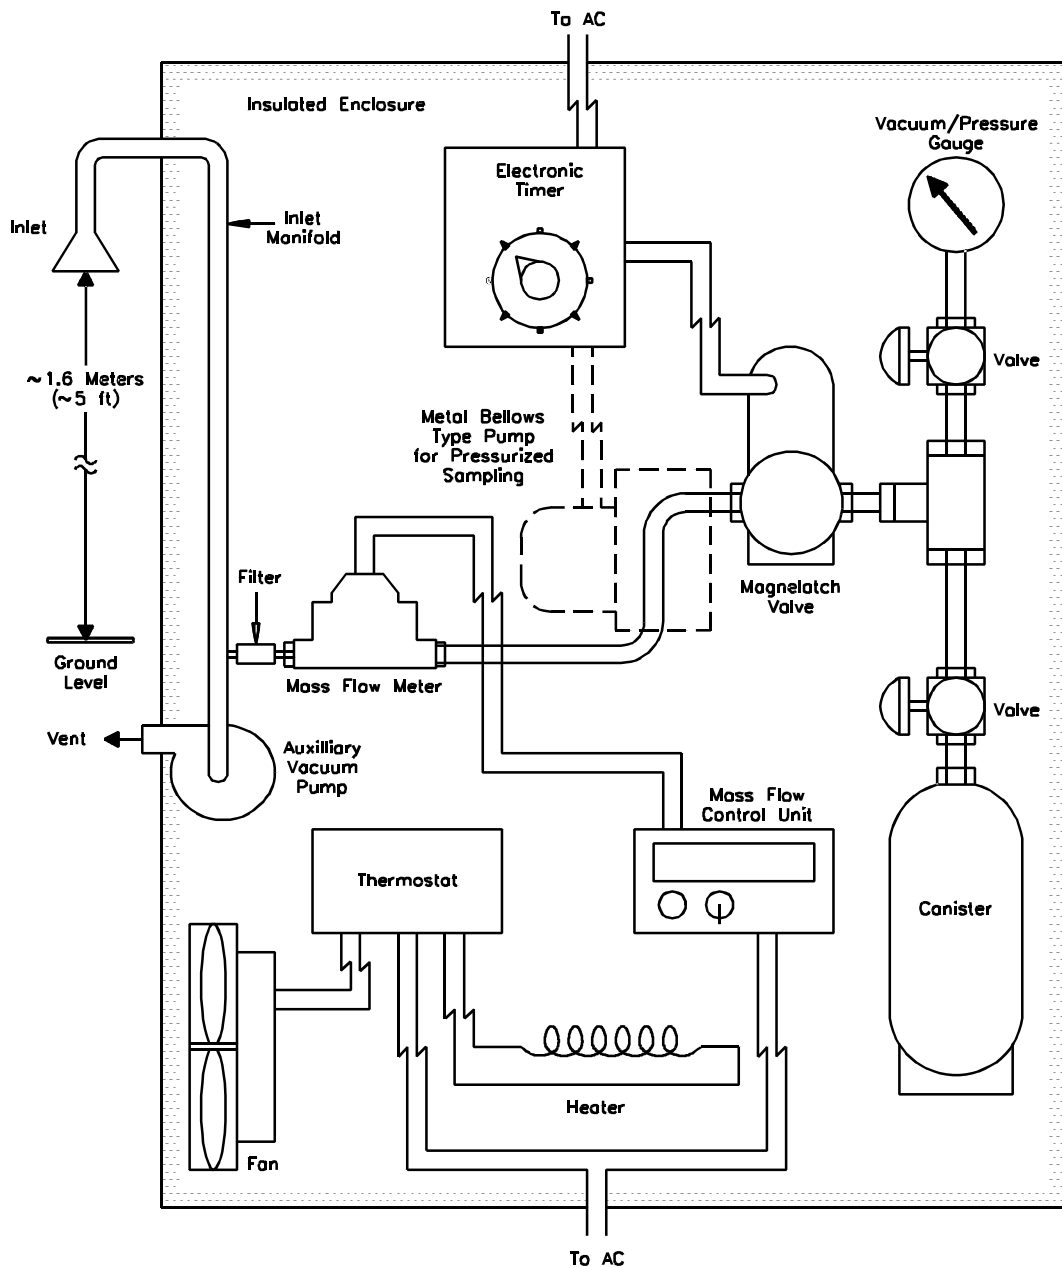 To AC
Insulated Enclosure
Vacuum/Pressure
Gauge
Electronic
Timer
Inlet
Inlet
Manifold
~1.6 Meters
(~5 ft)
Valve
Metal Bellows
Type Pump
for Pressurized
Sampling
Filter
Magnelatch
Valve
Ground
Level
Mass Flow Meter
Valve
Vent
Auxilliary
Vacuum
Pump
Mass Flow
Control Unit
Thermostat
Canister
Heater
Fan
To AC